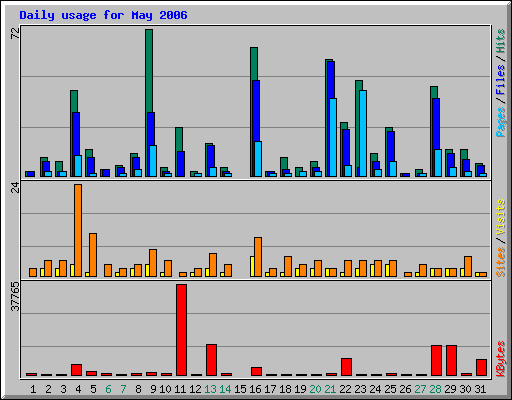 Daily usage for May 2006
72
Pages / Files / Hits
24
Sites / Visits
37765
KBytes
1 2 3 4 5 6 7 8 9 10 11 12 13 14 15 16 17 18 19 20 21 22 23 24 25 26 27 28 29 30 31